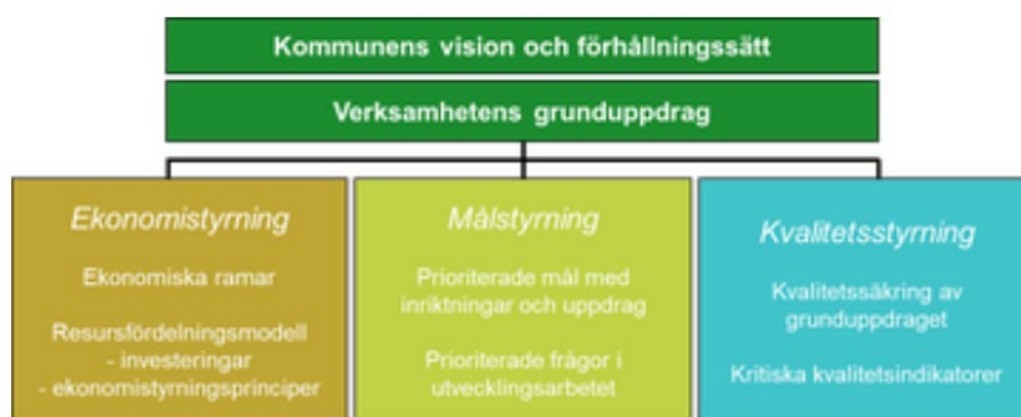 Kommunens vision och förhållningssätt
Verksamhetens grunduppdrag
Ekonomistyrning
Ekonomiska ramar
Resursfördelningsmodell
- investeringar
- ekonomistyrningsprinciper
Målstyrning
Prioriterade mål med
inriktningar och uppdrag
Prioriterade frågor i
utvecklingsarbetet
Kvalitetsstyrning
Kvalitetssäkring av
grunduppdraget
Kritiska kvalitetsindikatorer